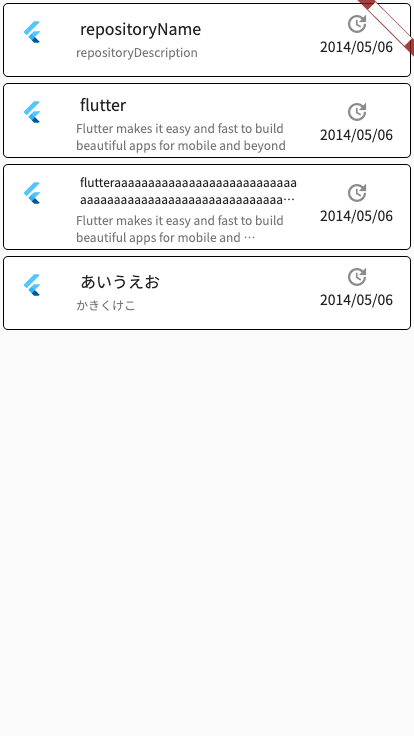 repositoryName
repositoryDescription
2014/05/06
flutter
Flutter makes it easy and fast to build
beautiful apps for mobile and beyond
2014/05/06
flutteraaaaaaaaaaaaaaaaaaaaaaaaaaa
aaaaaaaaaaaaaaaaaaaaaaaaaaaaaa…
Flutter makes it easy and fast to build
beautiful apps for mobile and …
2014/05/06
あいうえお
かきくけこ
2014/05/06